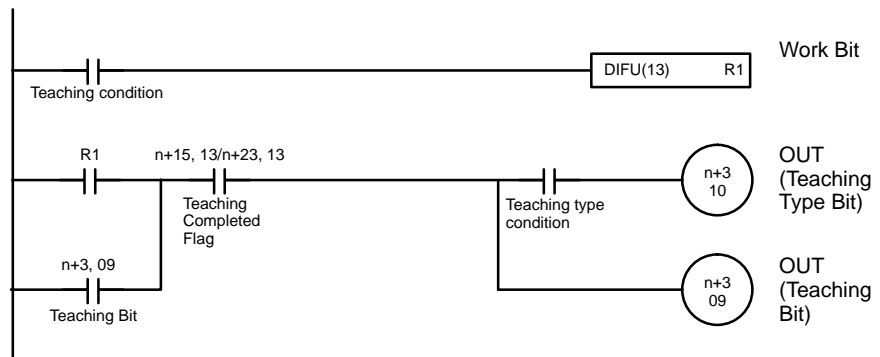 Work Bit
DIFU(13) R1
Teaching condition
R1
n+15, 13/n+23, 13
OUT
(Teaching
Type Bit)
n+3
10
Teaching
Completed
Flag
Teaching type
condition
n+3, 09
Teaching Bit
n+3
09
OUT
(Teaching
Bit)